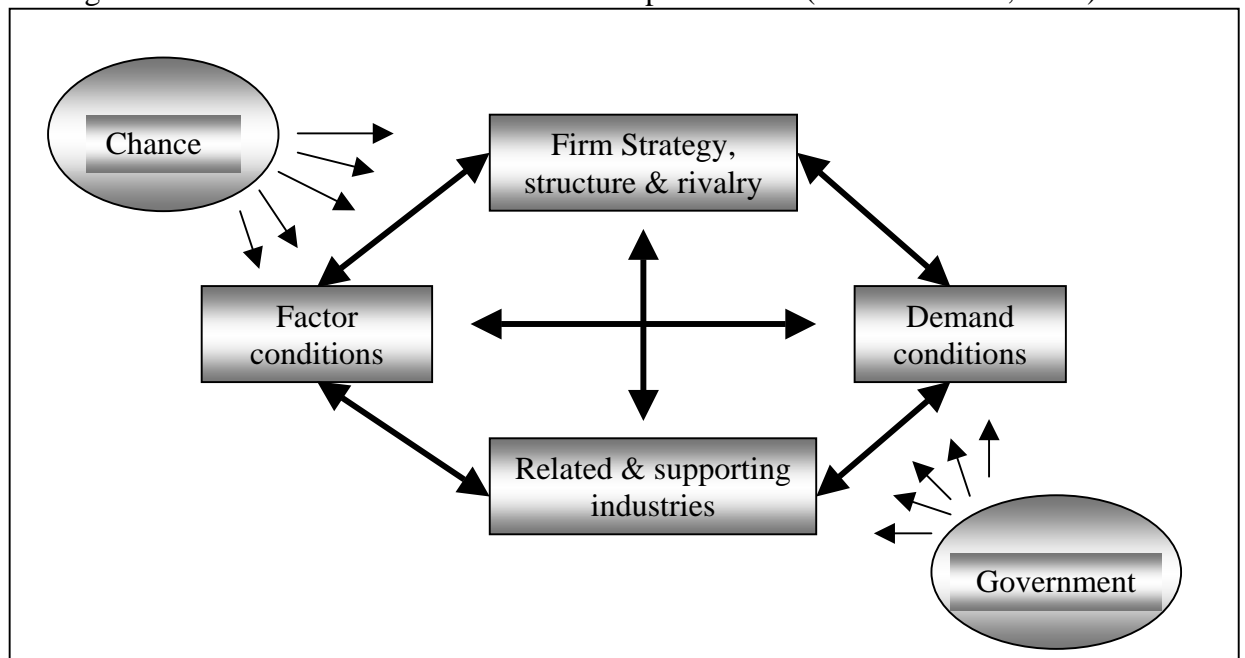 Chance
Firm Strategy,
structure & rivalry
Factor
conditions
Demand
conditions
Related & supporting
industries
Government